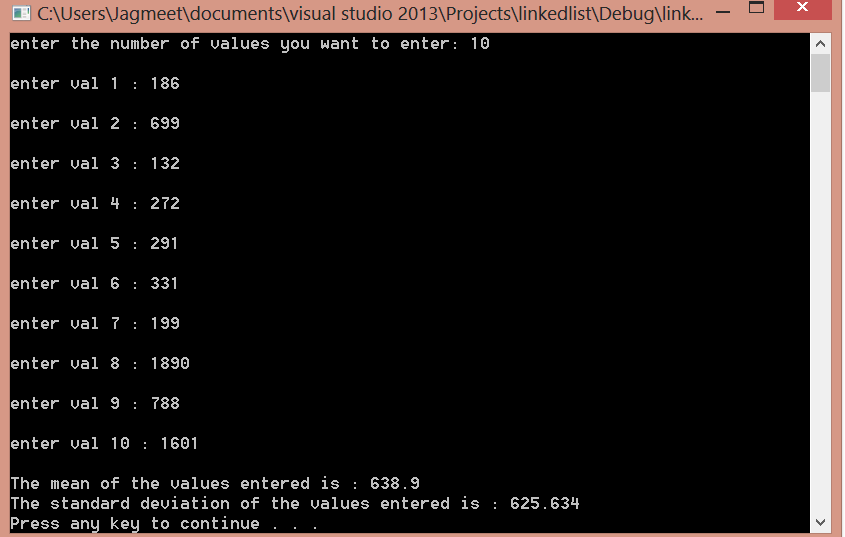 C:\Users\Jagmeet\documents\visual studio 2013\Projects\linkedlist\Debug\link...
enter the number of values you want to enter: 10
enter val 1 : 186
enter val 2 : 699
enter val 3 : 132
enter val 4 : 272
enter val 5 : 291
enter val 6 : 331
enter val 7 : 199
enter val 8 : 1890
enter val 9 : 788
enter val 10 : 1601
The mean of the values entered is : 638.9
The standard deviation of the values entered is : 625.634
Press any key to continue . . .